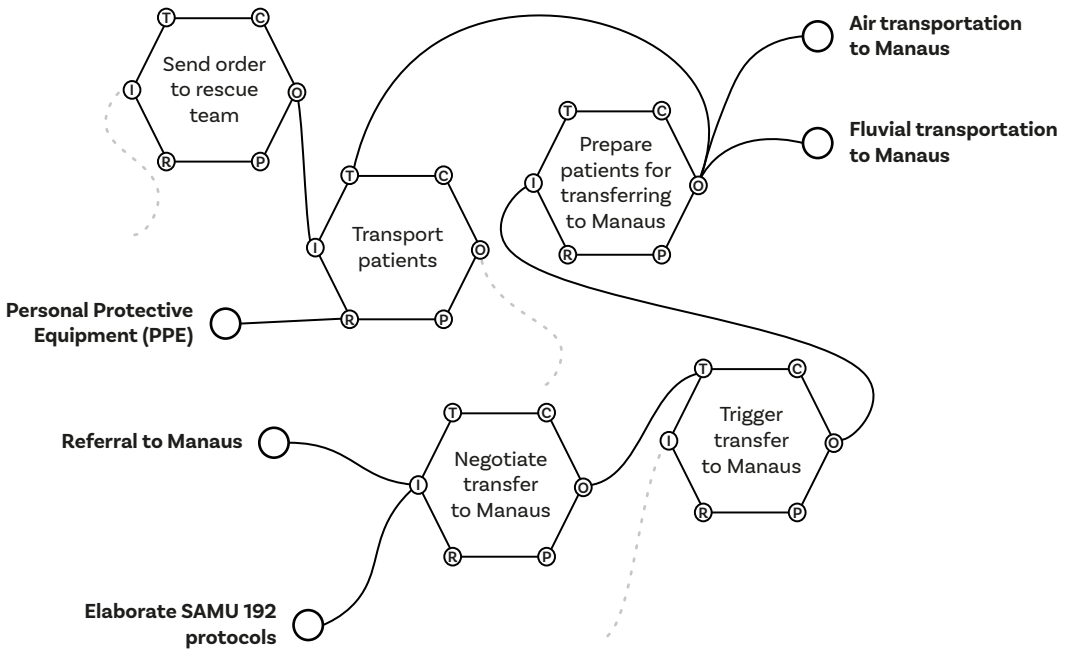 T
C
Send order
to rescue
team
I
O
R
P
Air transportation
to Manaus
Fluvial transportation
to Manaus
T
C
Prepare
patients for
transferring
to Manaus
I
O
R
P
T
C
Transport
patients
I
O
R
P
Personal Protective
Equipment (PPE)
T
C
Trigger
transfer
to Manaus
I
O
R
P
Referral to Manaus
T
C
Negotiate
transfer
to Manaus
I
O
R
P
Elaborate SAMU 192
protocols